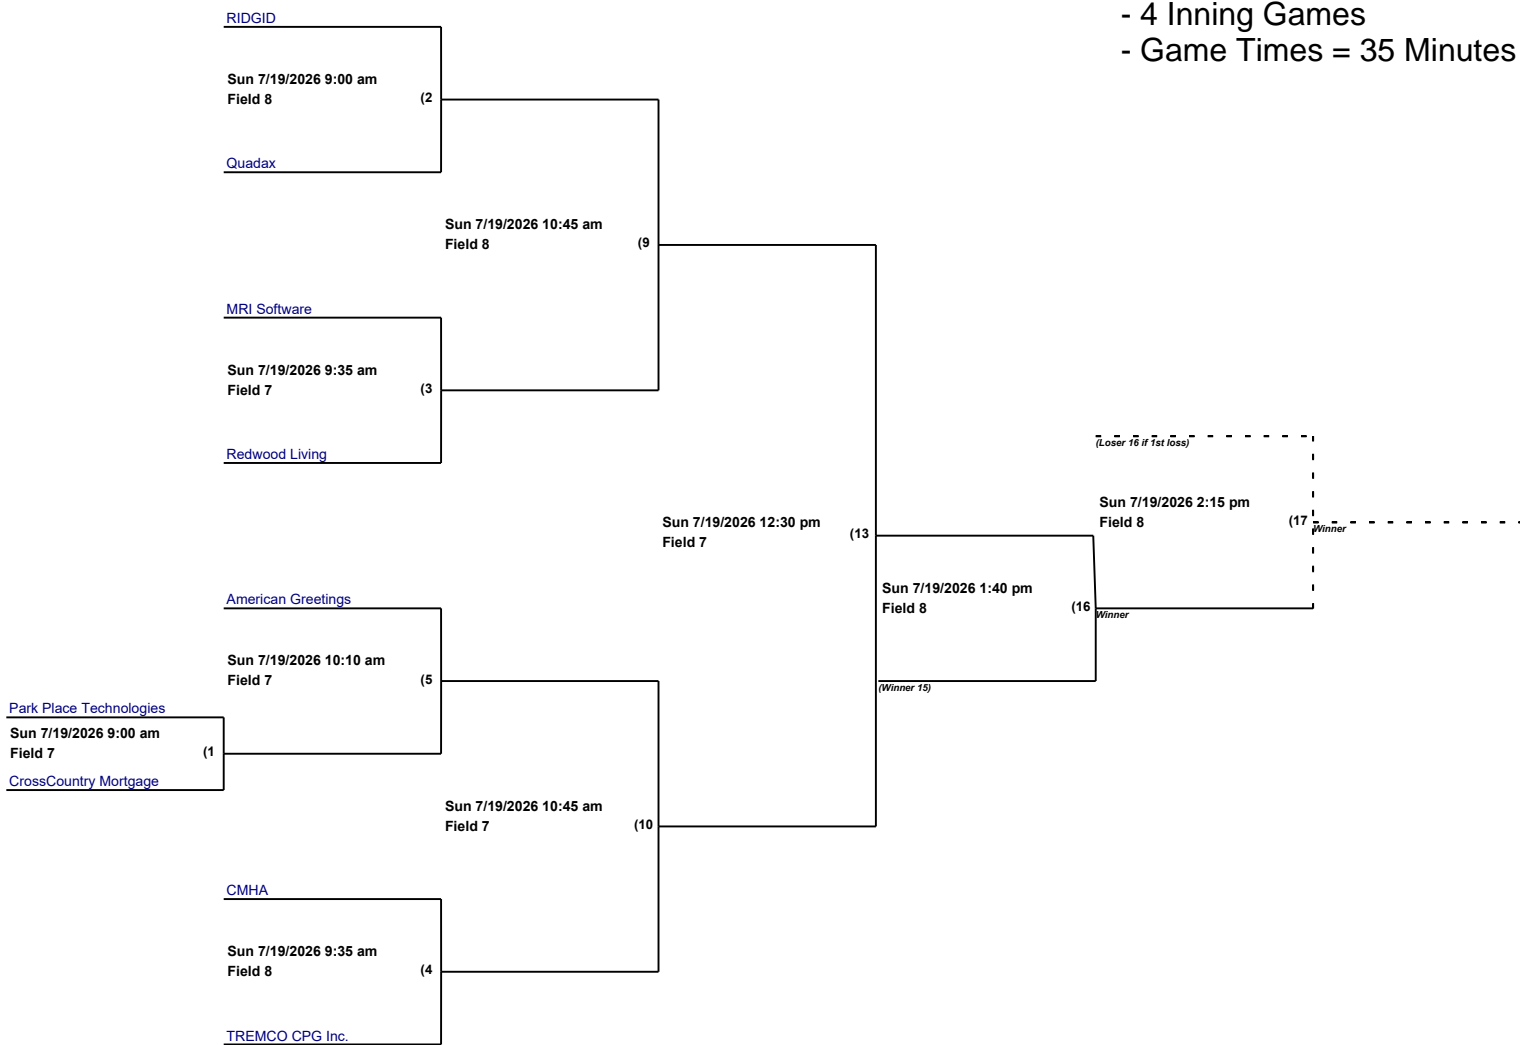 RIDGID
- 4 Inning Games
- Game Times = 35 Minutes
Sun 7/19/2026 9:00 am
Field 8
(2
Quadax
Sun 7/19/2026 10:45 am
Field 8
(9
MRI Software
Sun 7/19/2026 9:35 am
Field 7
(3
Redwood Living
(Loser 16 if 1st loss)
Sun 7/19/2026 2:15 pm
Field 8
(17
Winner
Sun 7/19/2026 12:30 pm
Field 7
(13
Sun 7/19/2026 1:40 pm
Field 8
(16
Winner
American Greetings
Sun 7/19/2026 10:10 am
Field 7
(5
(Winner 15)
Park Place Technologies
Sun 7/19/2026 9:00 am
Field 7
(1
CrossCountry Mortgage
Sun 7/19/2026 10:45 am
Field 7
(10
CMHA
Sun 7/19/2026 9:35 am
Field 8
(4
TREMCO CPG Inc.